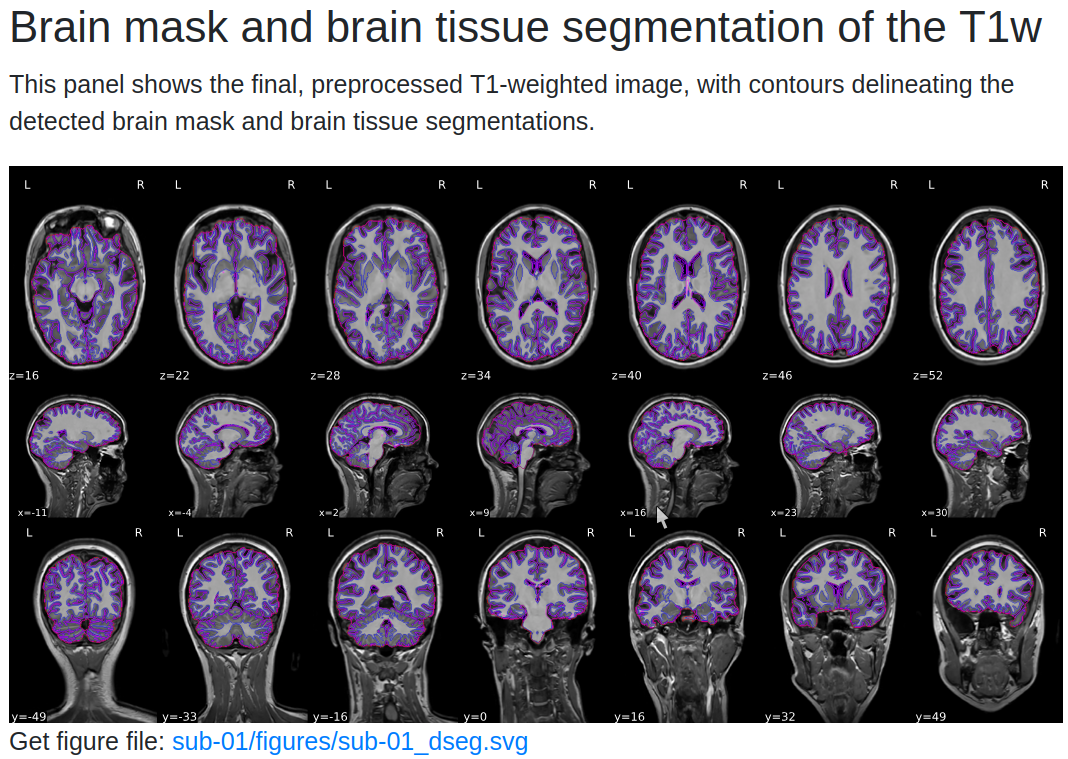 Brain mask and brain tissue segmentation of the T1w
This panel shows the final, preprocessed T1-weighted image, with contours delineating the
detected brain mask and brain tissue segmentations.
L R L R L R L R L R L R L R
z=16 z=22 z=28 z=34 z=40 z=46 z=52
x=-11 x=-4 x=2 x=9 x=16 x=23 x=30
L R L R L R L R L R L R L R
y=-49 y=-33 y=-16 y=0 y=16 y=32 y=49
Get figure file: sub-01/figures/sub-01_dseg.svg